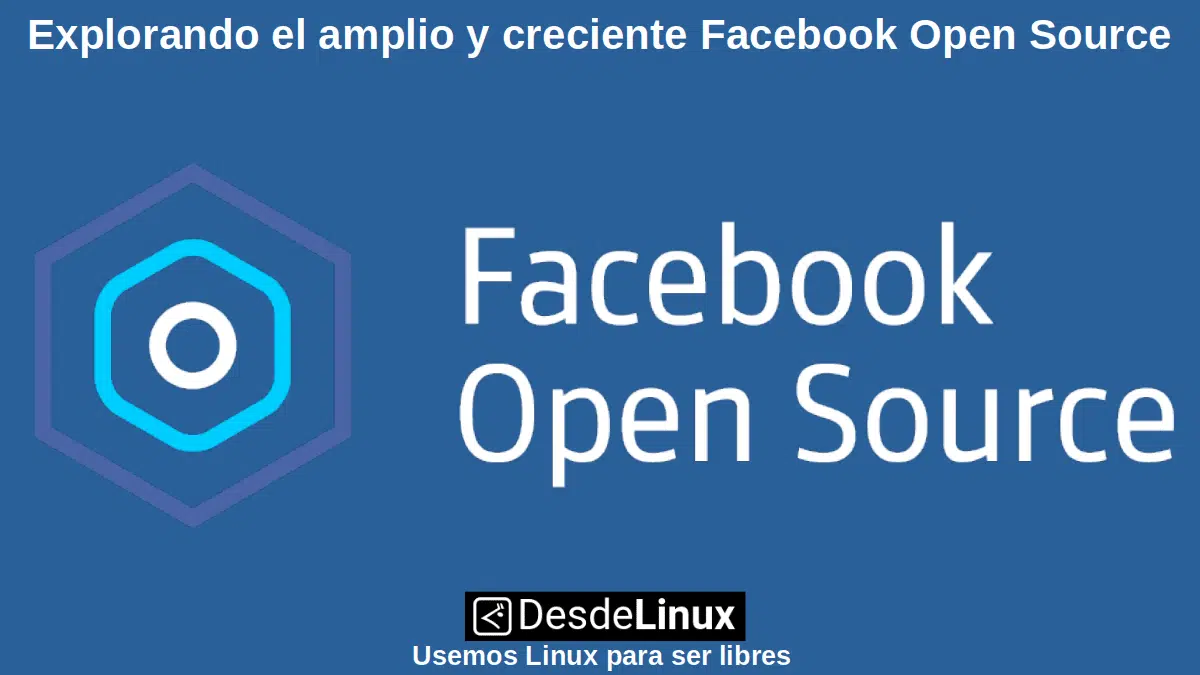 Explorando el amplio y creciente Facebook Open Source
Facebook
Open Source
DesdeLinux
Usemos Linux para ser libres